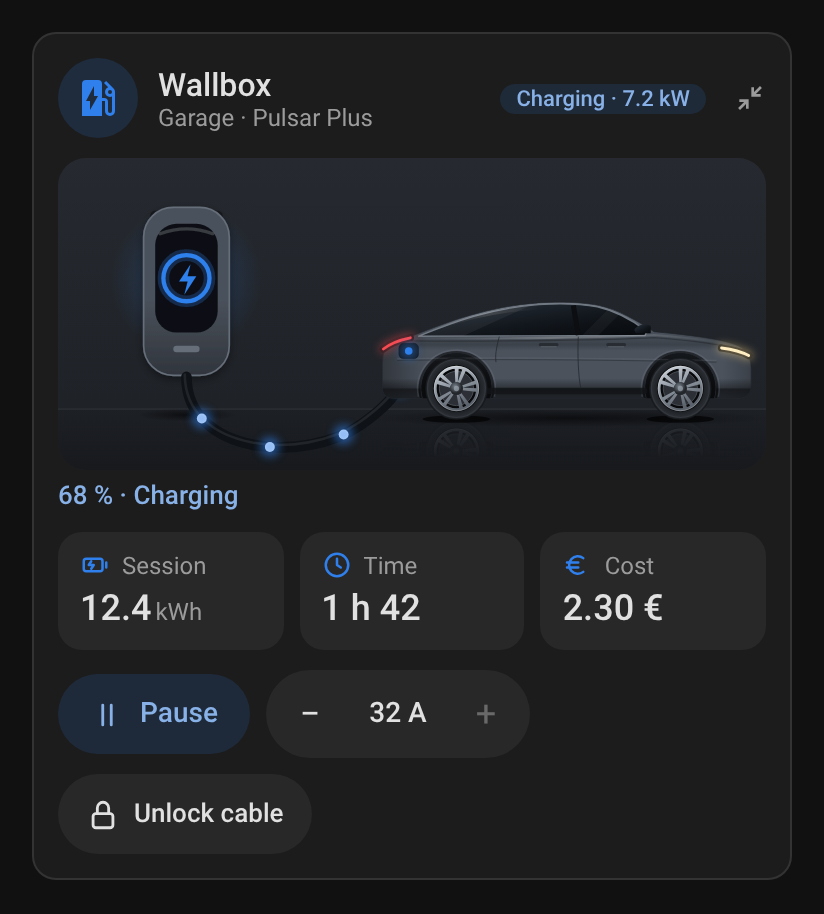 Wallbox
Garage · Pulsar Plus
Charging · 7.2 kW
68 % · Charging
Session
12.4 kWh
Time
1 h 42
Cost
2.30 €
Pause
− 32 A +
Unlock cable